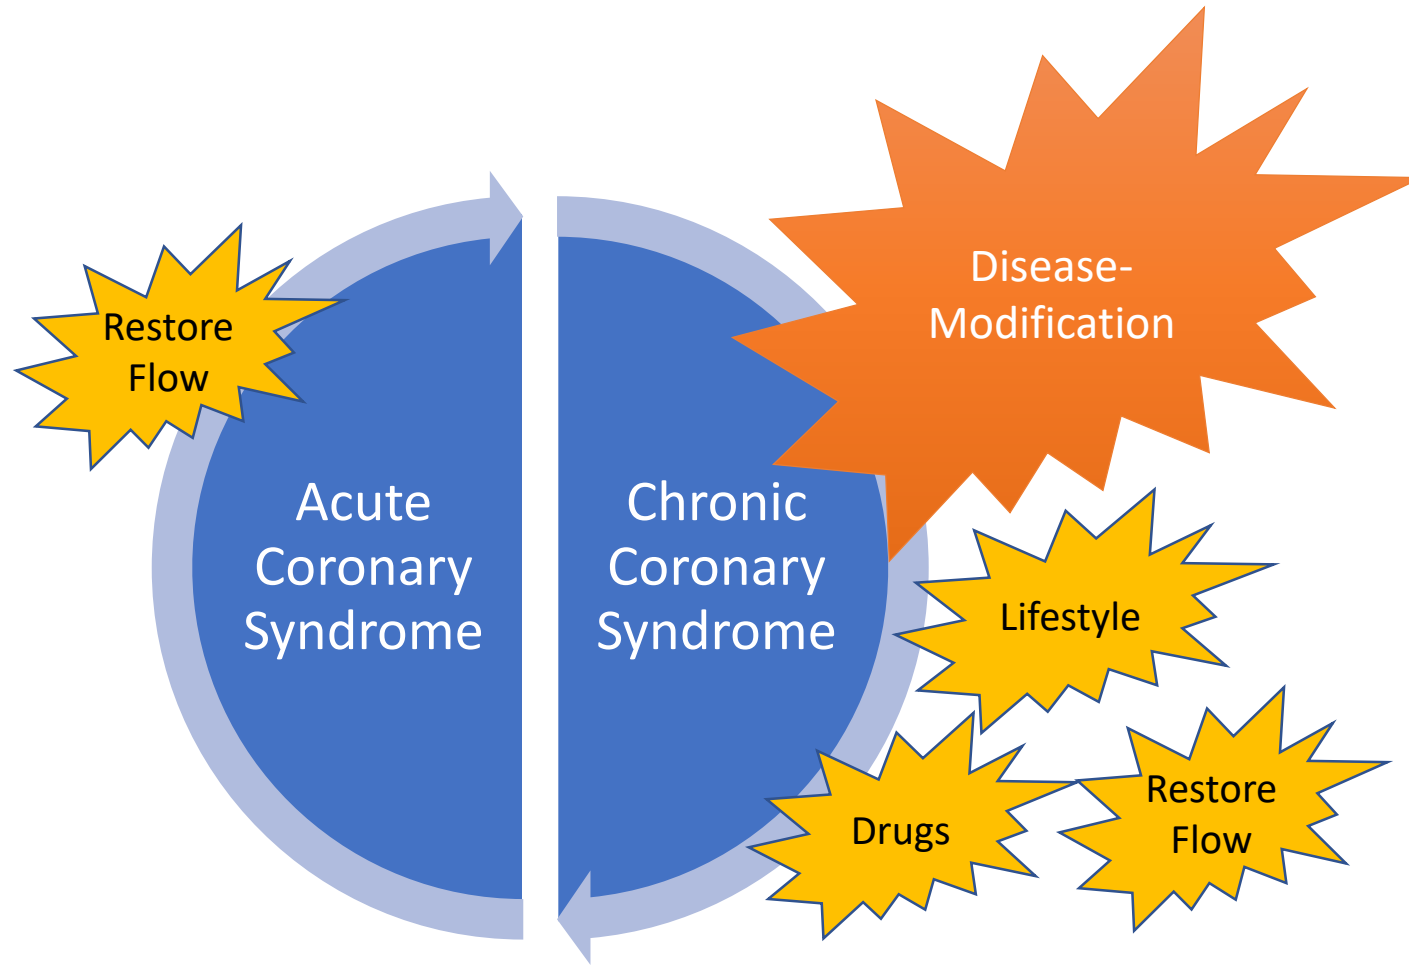 Restore
Flow
Acute
Coronary
Syndrome
Chronic
Coronary
Syndrome
Disease-
Modification
Lifestyle
Drugs
Restore
Flow